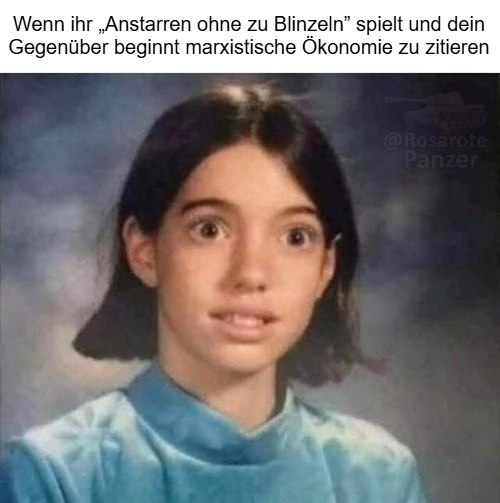 Wenn ihr „Anstarren ohne zu Blinzeln” spielt und dein
Gegenüber beginnt marxistische Ökonomie zu zitieren
@Rosarote
Panzer